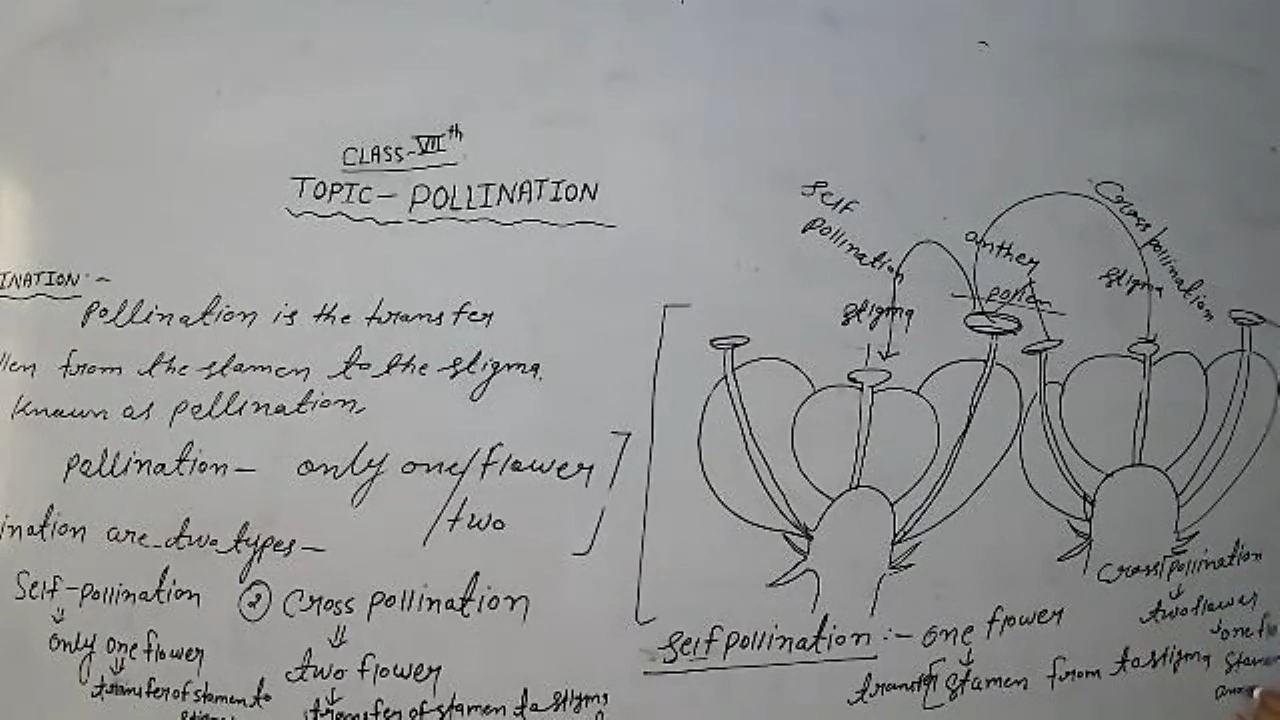 CLASS-VII th
TOPIC- POLLINATION
INATION:-
Pollination is the transfer
llen from the stamen to the stigma.
known as pollination,
pollination- only one/flower
/two
ination are two types-
Self-pollination ② Cross pollination
only one flower
two flower
transfer of stamen to
transfer of stamen to stigma
Self
pollination
stigma
anther
Cross/pollination
stigma
Self pollination :- one flower
transfer stamen from to stigma
Cross/pollination
two flower
one